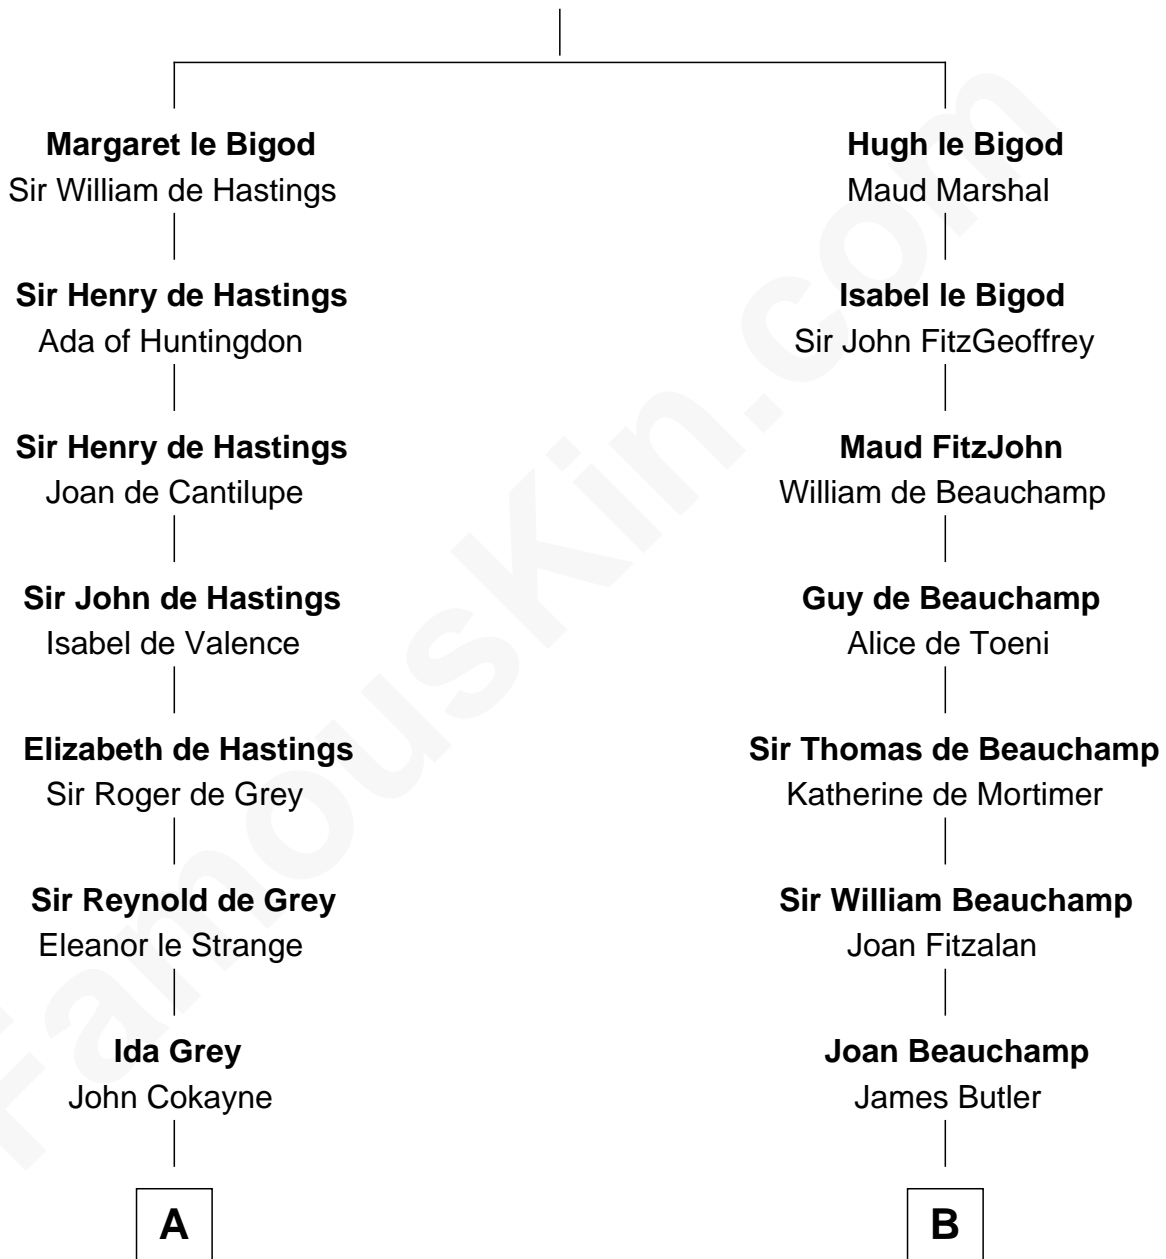 Margaret le Bigod
Sir William de Hastings
Sir Henry de Hastings
Ada of Huntingdon
Sir Henry de Hastings
Joan de Cantilupe
Sir John de Hastings
Isabel de Valence
Elizabeth de Hastings
Sir Roger de Grey
Sir Reynold de Grey
Eleanor le Strange
Ida Grey
John Cokayne
A
Hugh le Bigod
Maud Marshal
Isabel le Bigod
Sir John FitzGeoffrey
Maud FitzJohn
William de Beauchamp
Guy de Beauchamp
Alice de Toeni
Sir Thomas de Beauchamp
Katherine de Mortimer
Sir William Beauchamp
Joan Fitzalan
Joan Beauchamp
James Butler
B
FamousKin.com